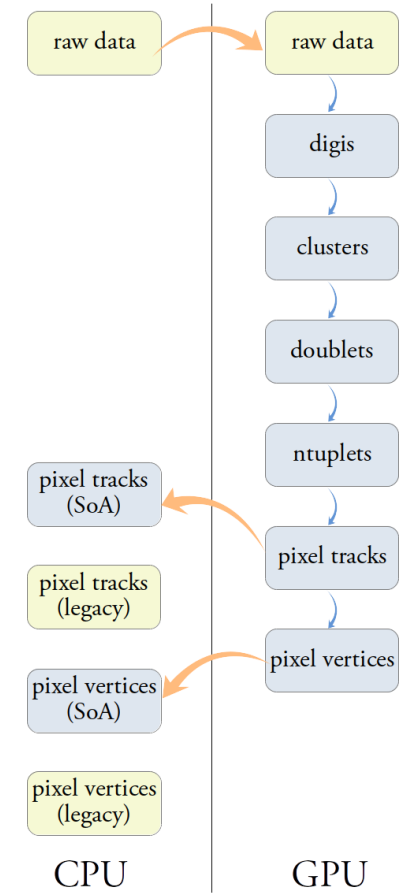 raw data
raw data
digis
clusters
doublets
ntuplets
pixel tracks
(SoA)
pixel tracks
pixel tracks
(legacy)
pixel vertices
pixel vertices
(SoA)
pixel vertices
(legacy)
CPU
GPU